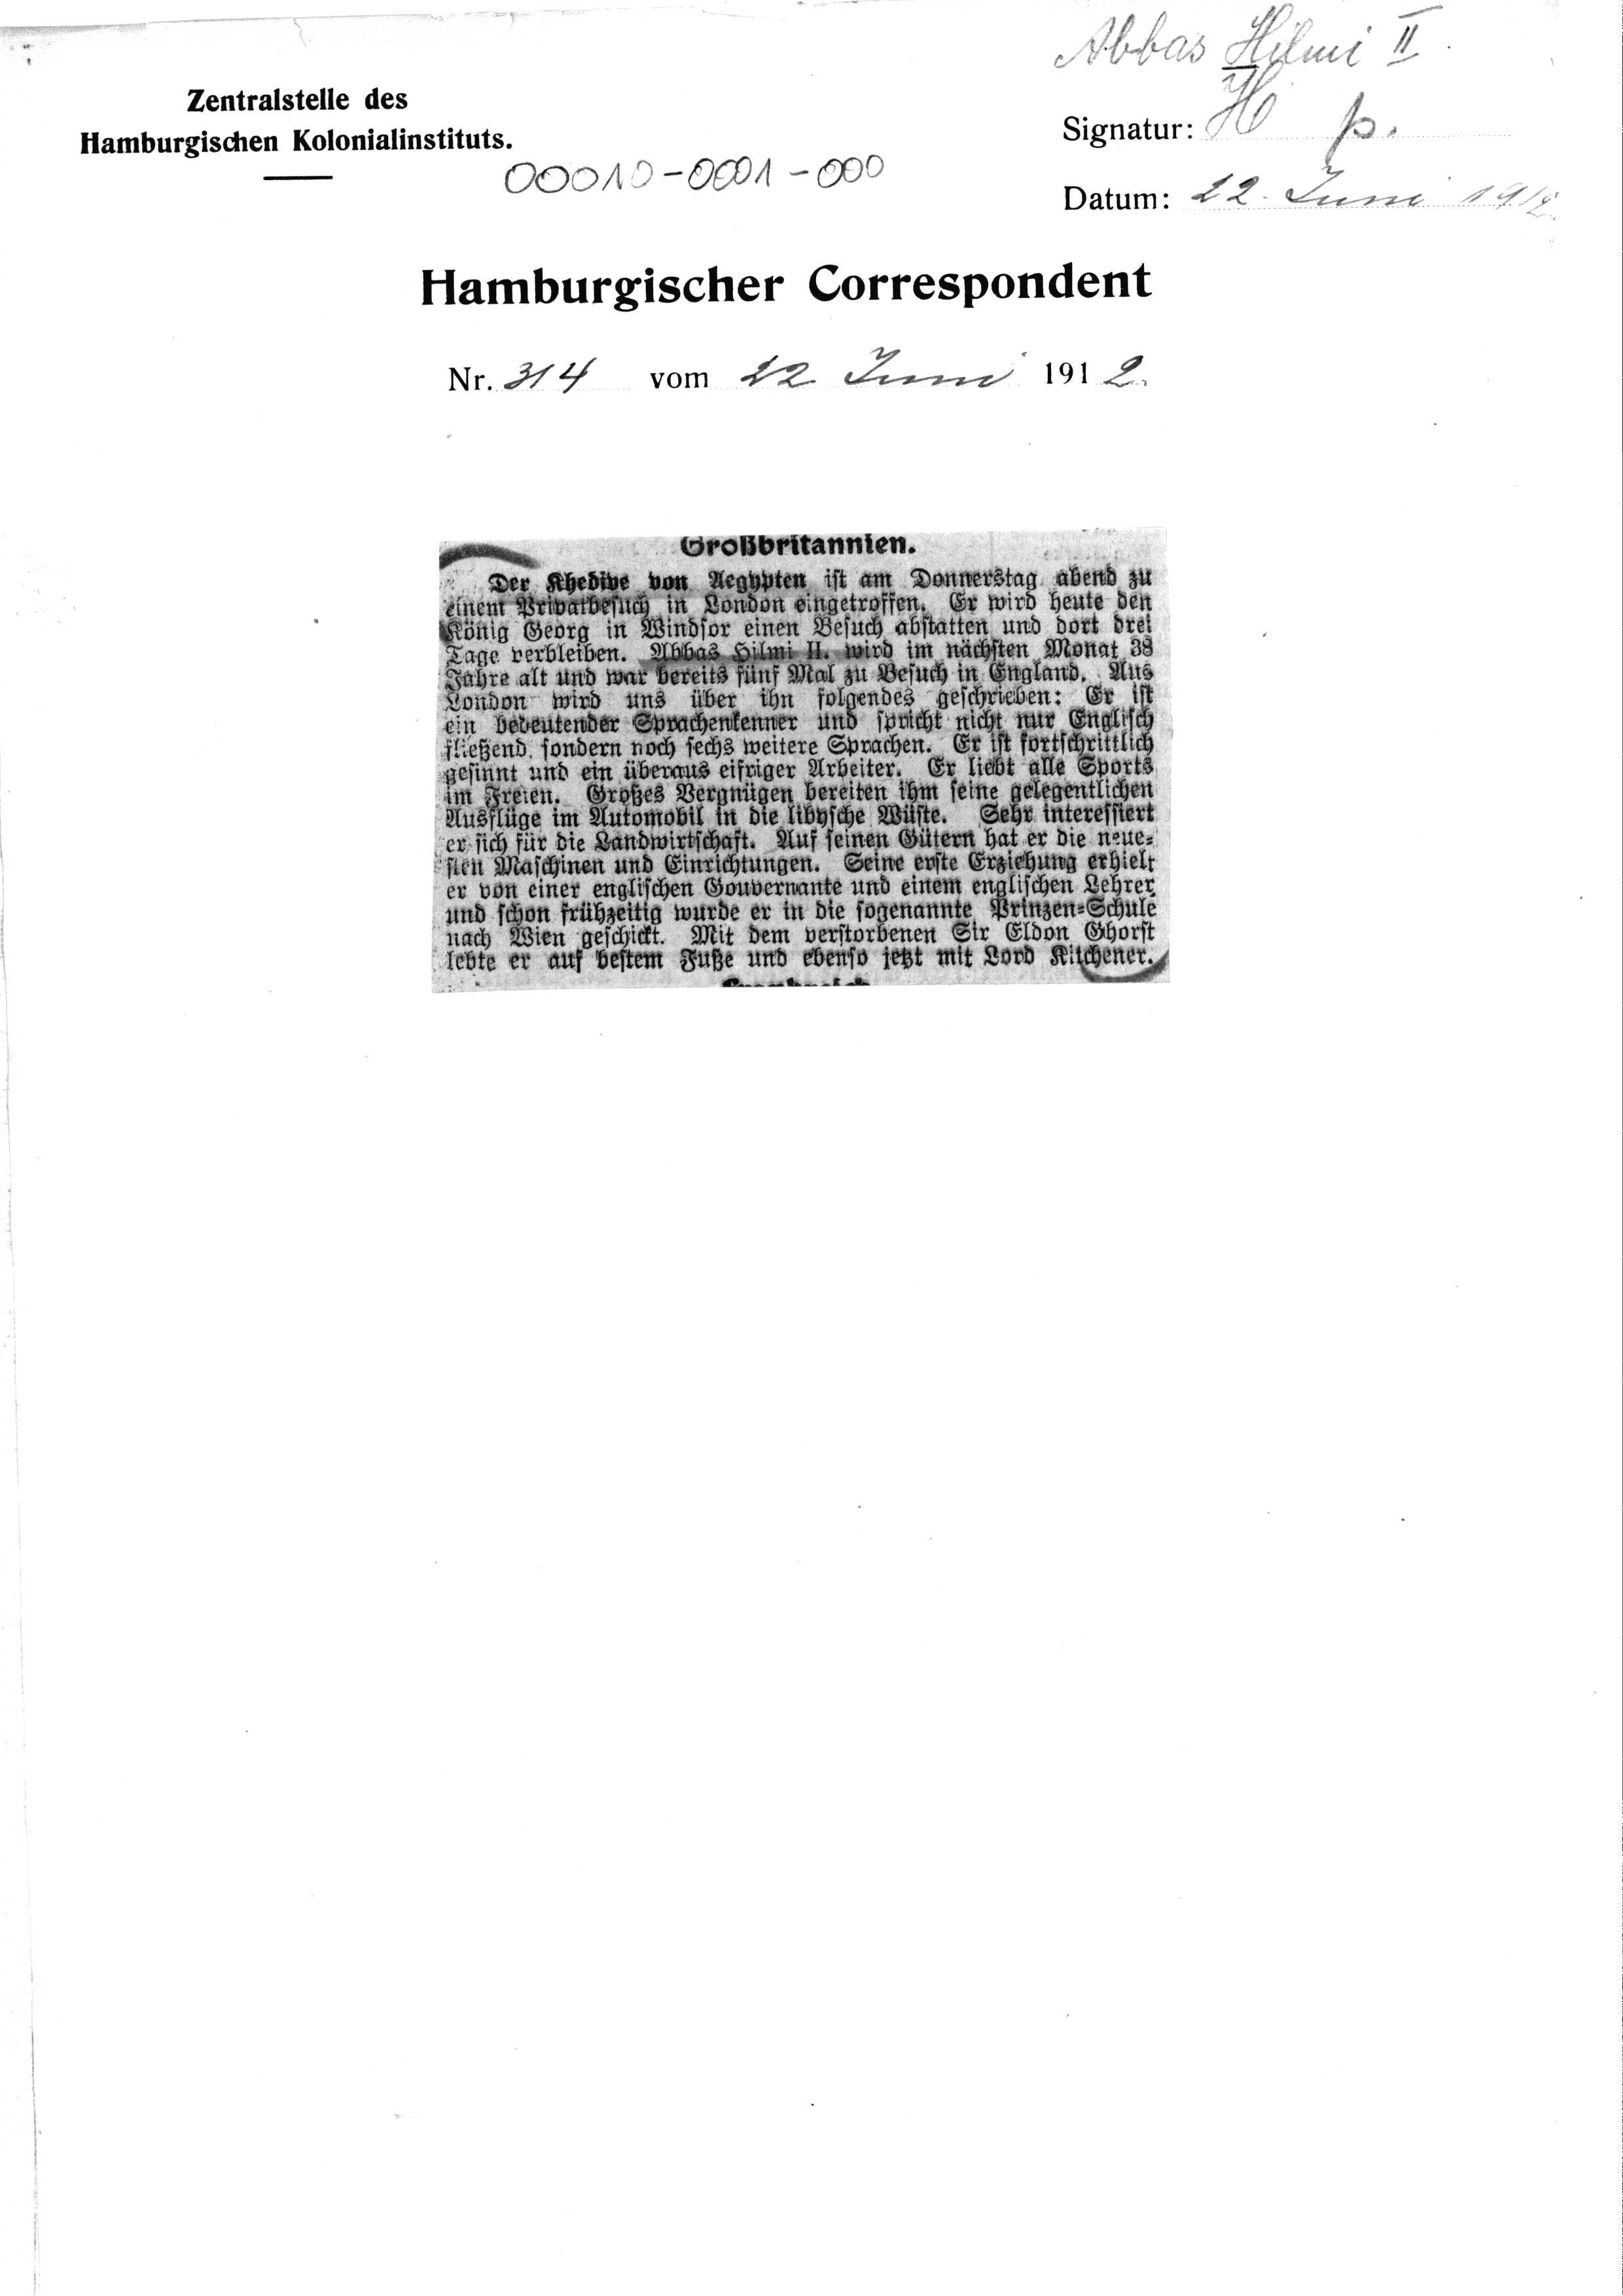 Abbas Hilmi II
Zentralstelle des
Hamburgischen Kolonialinstituts.
Signatur: H p.
00010-0001-000
Datum: 22. Juni 1912.
Hamburgischer Correspondent
Nr. 314 vom 22 Juni 1912.
Großbritannien.
Der Khedive von Aegypten ist am Donnerstag abend zu
einem Privatbesuch in London eingetroffen. Er wird heute den
König Georg in Windsor einen Besuch abstatten und dort drei
Tage verbleiben. Abbas Hilmi II. wird im nächsten Monat 38
Jahre alt und war bereits fünf Mal zu Besuch in England. Aus
London wird uns über ihn folgendes geschrieben: Er ist
ein bedeutender Sprachenkenner und spricht nicht nur Englisch
fließend, sondern noch sechs weitere Sprachen. Er ist fortschrittlich
gesinnt und ein überaus eifriger Arbeiter. Er liebt alle Sports
im Freien. Großes Vergnügen bereiten ihm seine gelegentlichen
Ausflüge im Automobil in die libysche Wüste. Sehr interessiert
er sich für die Landwirtschaft. Auf seinen Gütern hat er die neue-
sten Maschinen und Einrichtungen. Seine erste Erziehung erhielt
er von einer englischen Gouvernante und einem englischen Lehrer
und schon frühzeitig wurde er in die sogenannte Prinzen-Schule
nach Wien geschickt. Mit dem verstorbenen Sir Eldon Ghorst
lebte er auf bestem Fuße und ebenso jetzt mit Lord Kitchener.